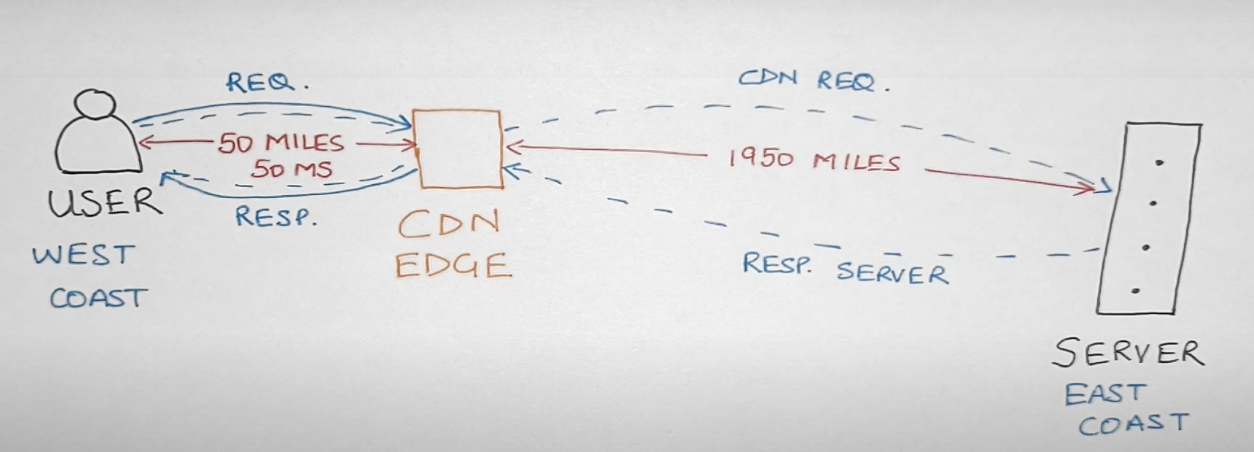 REQ.
50 MILES
50 MS
RESP.
USER
WEST
COAST
CDN
EDGE
CDN REQ.
1950 MILES
RESP. SERVER
SERVER
EAST
COAST